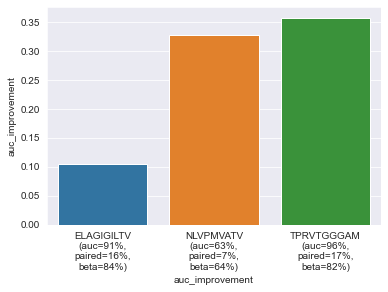 auc_improvement
0.35
0.30
0.25
0.20
0.15
0.10
0.05
0.00
ELAGIGILTV
(auc=91%,
paired=16%,
beta=84%)
NLVPMVATV
(auc=63%,
paired=7%,
beta=64%)
TPRVTGGGAM
(auc=96%,
paired=17%,
beta=82%)
auc_improvement